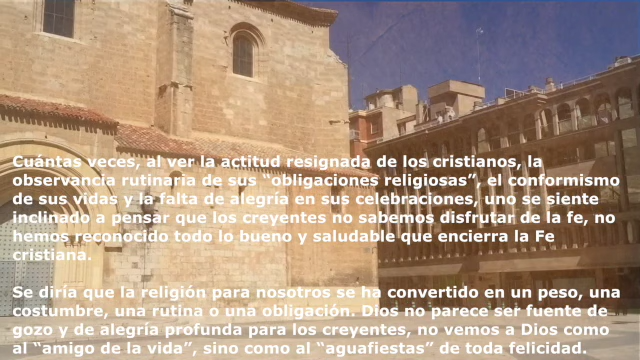 Cuántas veces, al ver la actitud resignada de los cristianos, la
observancia rutinaria de sus “obligaciones religiosas”, el conformismo
de sus vidas y la falta de alegría en sus celebraciones, uno se siente
inclinado a pensar que los creyentes no sabemos disfrutar de la fe, no
hemos reconocido todo lo bueno y saludable que encierra la Fe
cristiana.
Se diría que la religión para nosotros se ha convertido en un peso, una
costumbre, una rutina o una obligación. Dios no parece ser fuente de
gozo y de alegría profunda para los creyentes, no vemos a Dios como
al “amigo de la vida”, sino como al “aguafiestas” de toda felicidad.